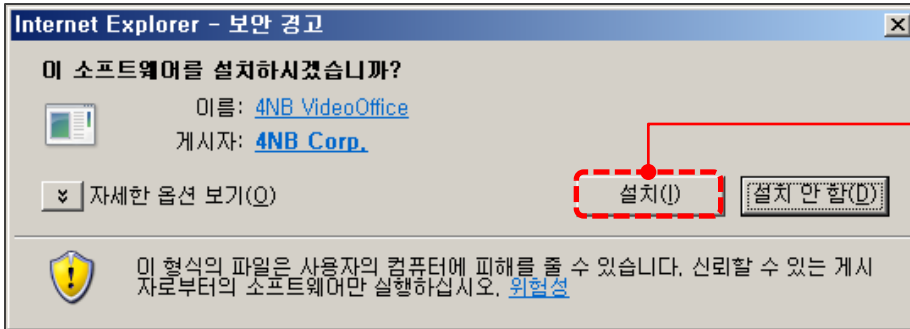 Internet Explorer - 보안 경고
이 소프트웨어를 설치하시겠습니까?
이름: 4NB VideoOffice
게시자: 4NB Corp.
자세한 옵션 보기(O)
설치(I)
설치 안 함(D)
이 형식의 파일은 사용자의 컴퓨터에 피해를 줄 수 있습니다. 신뢰할 수 있는 게시
자로부터의 소프트웨어만 실행하십시오. 위험성